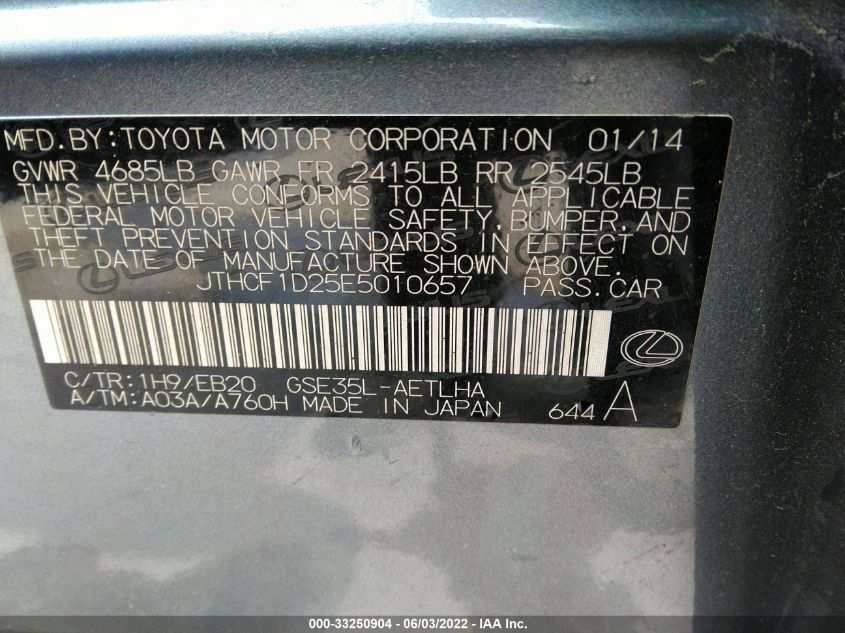 MFD.BY:TOYOTA MOTOR CORPORATION 01/14
GVWR 4685LB GAWR FR 2415LB RR 2545LB
THIS VEHICLE CONFORMS TO ALL APPLICABLE
FEDERAL MOTOR VEHICLE SAFETY, BUMPER, AND
THEFT PREVENTION STANDARDS IN EFFECT ON
THE DATE OF MANUFACTURE SHOWN ABOVE.
JTHCF1D25E5010657 PASS.CAR
C/TR:1H9/EB20 GSE35L-AETLHA
A/TM:A03A/A760H MADE IN JAPAN 644 A
000-33250904 - 06/03/2022 - IAA Inc.